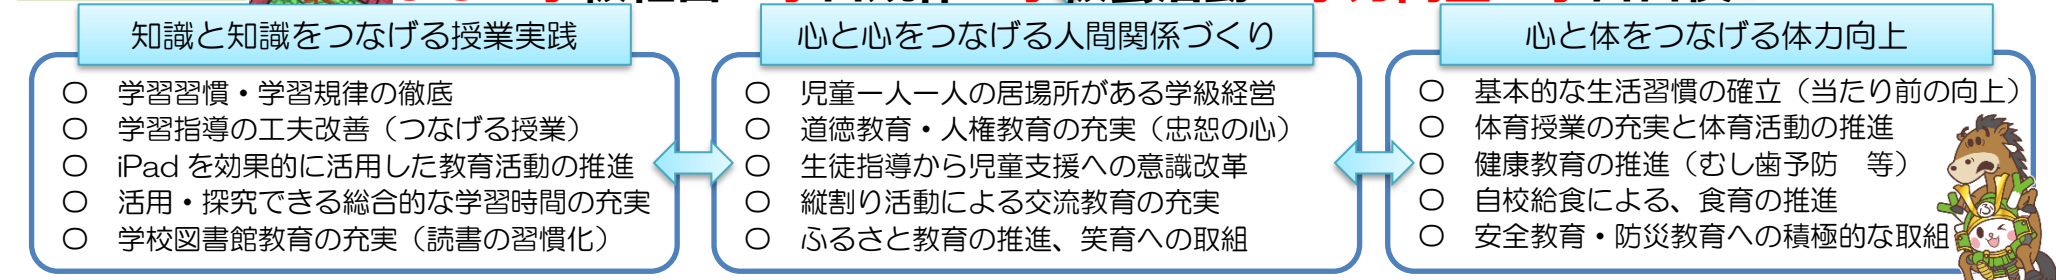 知識と知識をつなげる授業実践
○ 学習習慣・学習規律の徹底
○ 学習指導の工夫改善（つなげる授業）
○ iPadを効果的に活用した教育活動の推進
○ 活用・探究できる総合的な学習時間の充実
○ 学校図書館教育の充実（読書の習慣化）
心と心をつなげる人間関係づくり
○ 児童一人一人の居場所がある学級経営
○ 道徳教育・人権教育の充実（忠恕の心）
○ 生徒指導から児童支援への意識改革
○ 縦割り活動による交流教育の充実
○ ふるさと教育の推進、笑育への取組
心と体をつなげる体力向上
○ 基本的な生活習慣の確立（当たり前の向上）
○ 体育授業の充実と体育活動の推進
○ 健康教育の推進（むし歯予防　等）
○ 自校給食による、食育の推進
○ 安全教育・防災教育への積極的な取組